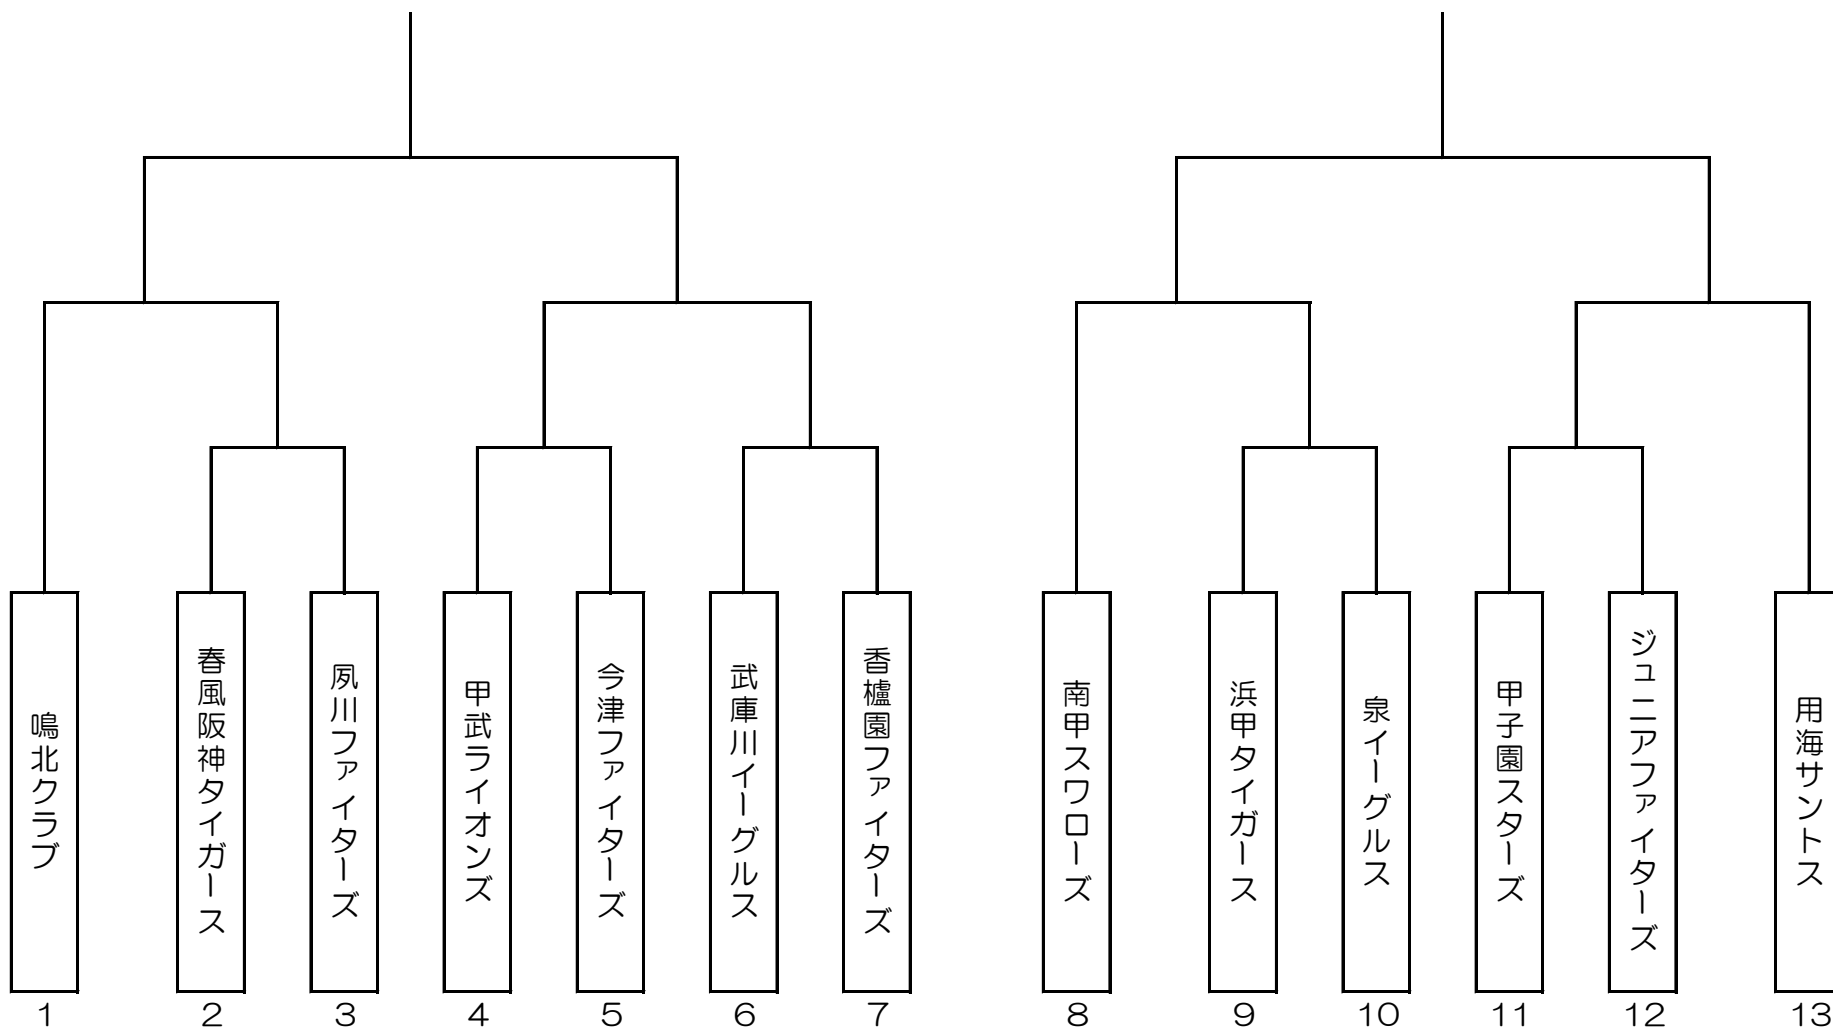 鳴北クラブ
春風阪神タイガース
夙川ファイターズ
甲武ライオンズ
今津ファイターズ
武庫川イーグルス
香櫨園ファイターズ
南甲スワローズ
浜甲タイガース
泉イーグルス
甲子園スターズ
ジュニアファイターズ
用海サントス
1
2
3
4
5
6
7
8
9
10
11
12
13